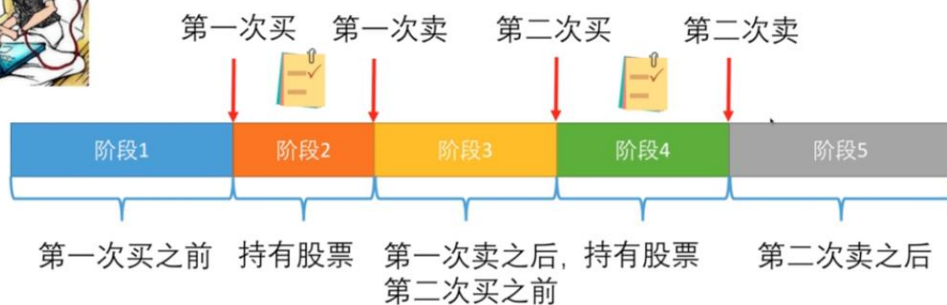 第一次买 第一次卖 第二次买 第二次卖
阶段1 阶段2 阶段3 阶段4 阶段5
第一次买之前 持有股票 第一次卖之后, 持有股票 第二次卖之后
第二次买之前